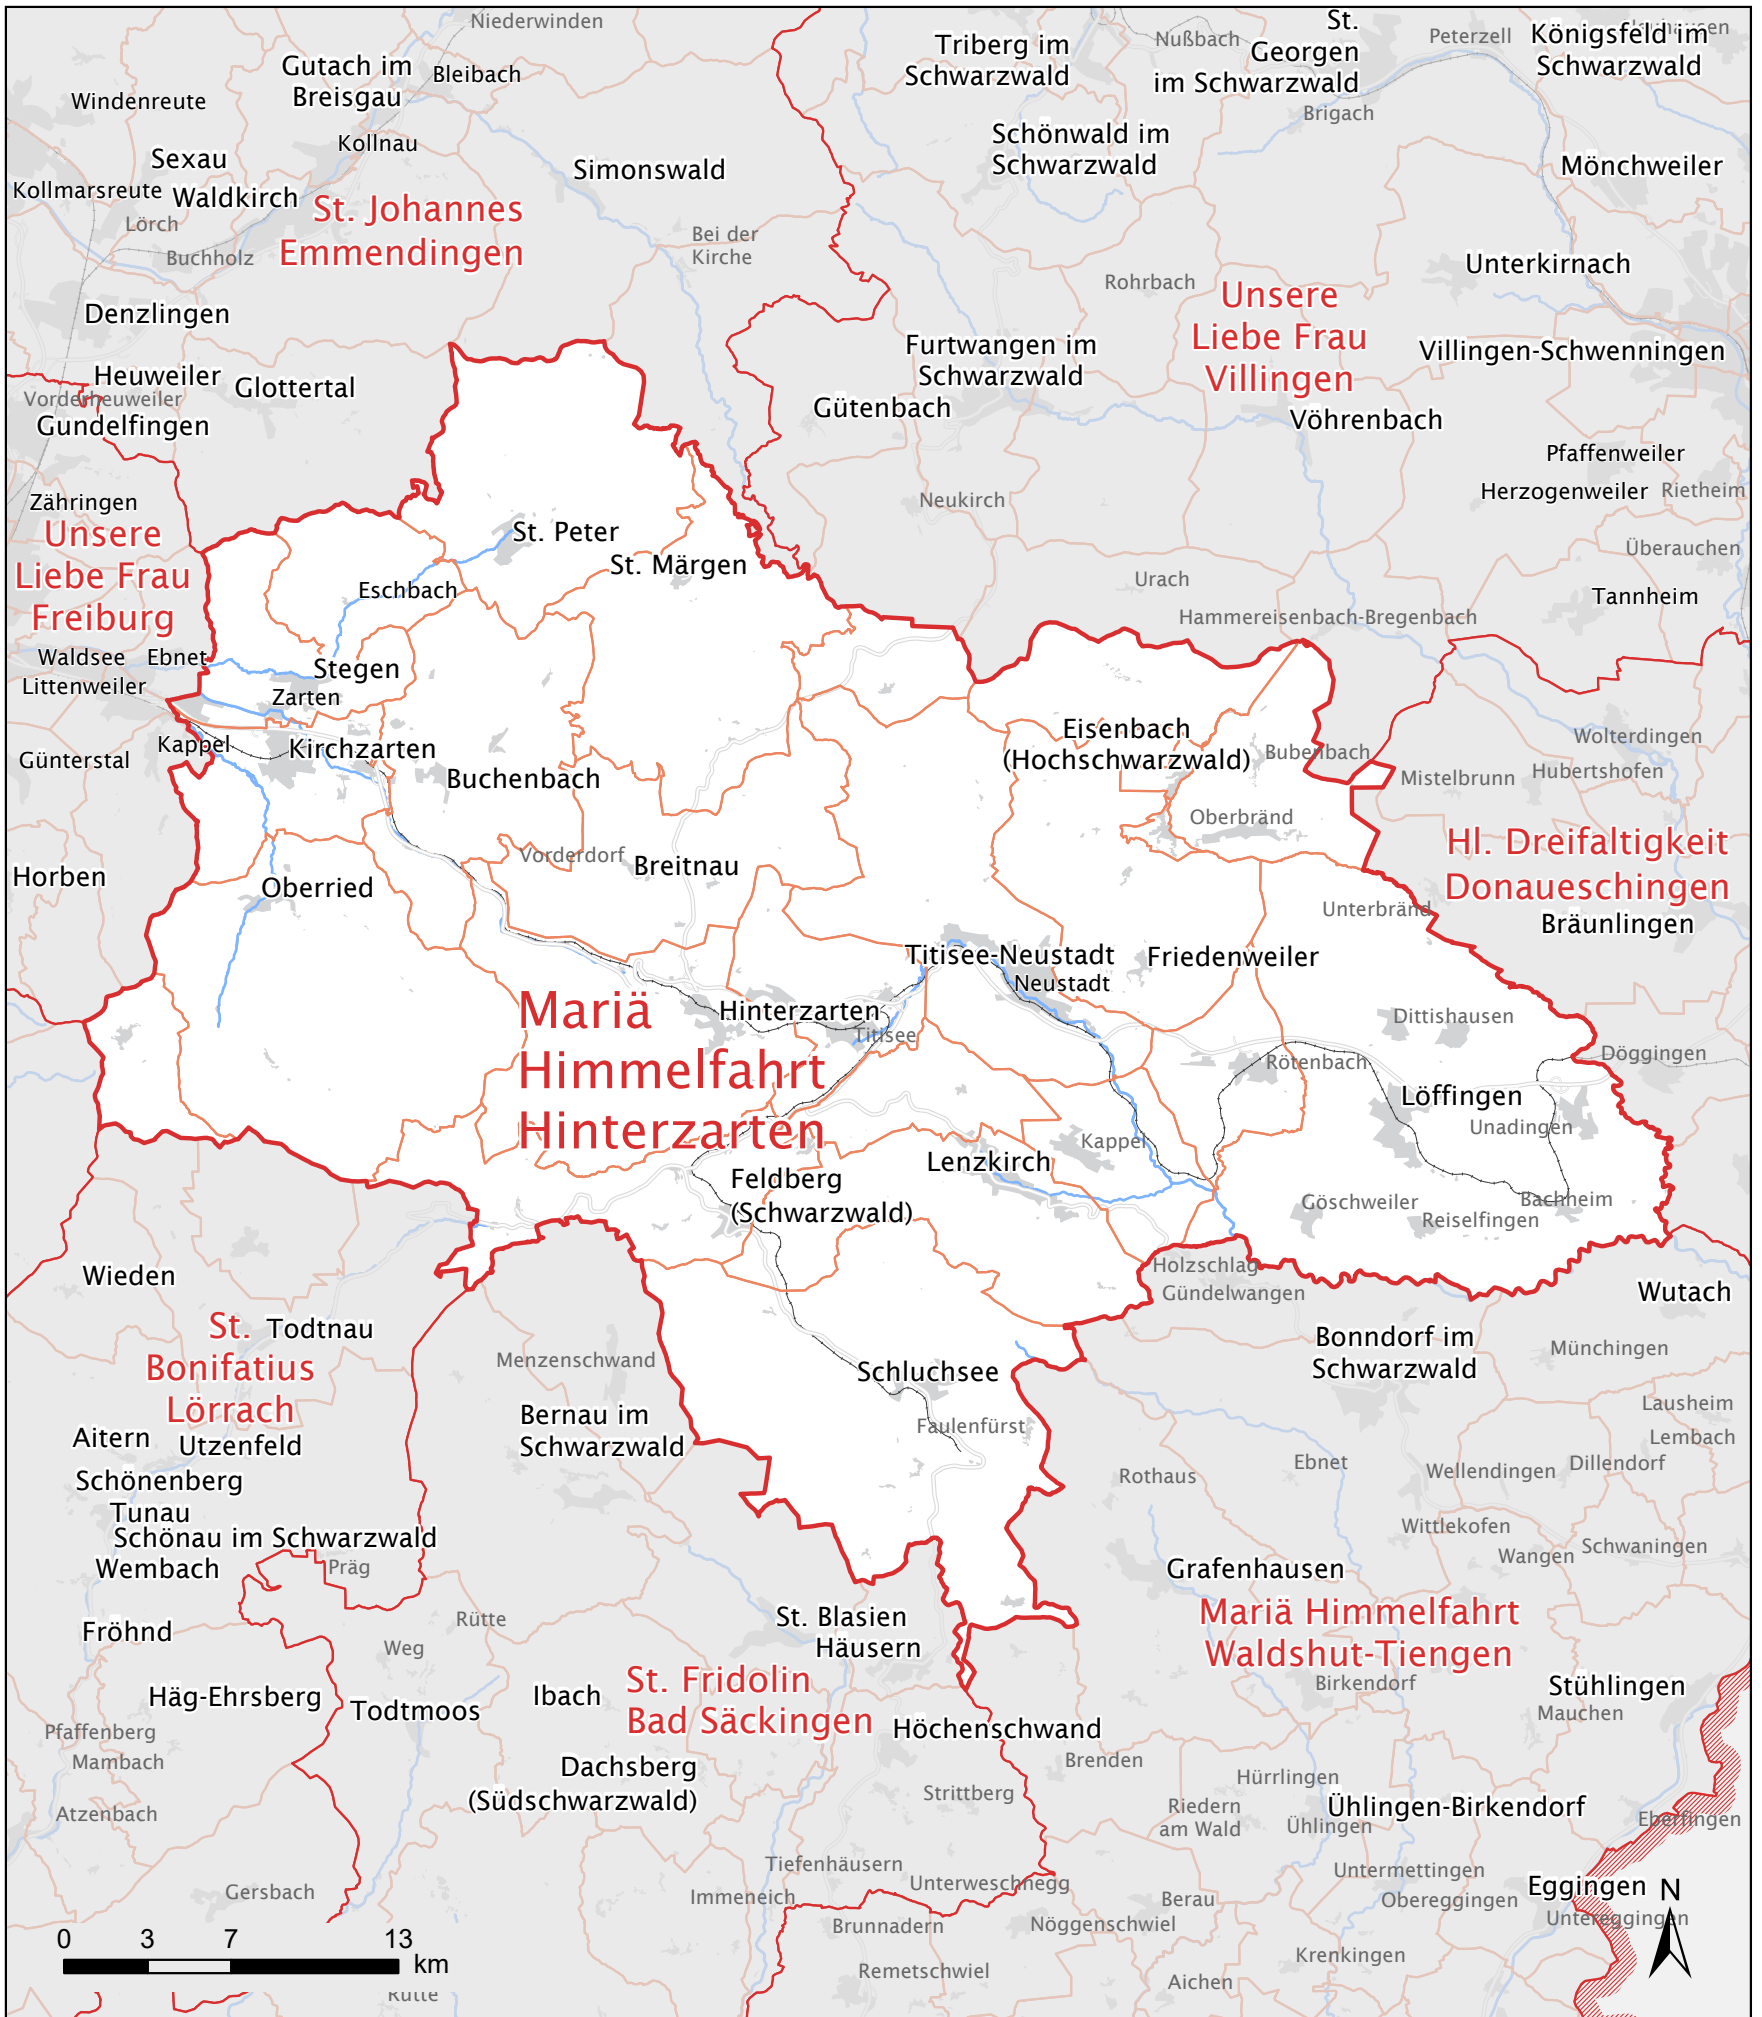 Niederwinden
Gutach im
Breisgau
Bleibach
Triberg im
Schwarzwald
Nußbach
St.
Georgen
im Schwarzwald
Peterzell
Königsfeld im
Schwarzwald
Windenreute
Brigach
Kollnau
Sexau
Simonswald
Schönwald im
Schwarzwald
Mönchweiler
Kollmarsreute
Waldkirch
Lörch
St. Johannes
Emmendingen
Buchholz
Bei der
Kirche
Rohrbach
Unterkirnach
Unsere
Liebe Frau
Villingen
Denzlingen
Furtwangen im
Schwarzwald
Villingen-Schwenningen
Heuweiler
Glottertal
Vorderheuweiler
Gundelfingen
Gütenbach
Vöhrenbach
Pfaffenweiler
Herzogenweiler
Rietheim
Zähringen
Neukirch
Unsere
Liebe Frau
Freiburg
St. Peter
St. Märgen
Überauchen
Eschbach
Urach
Tannheim
Hammereisenbach-Bregenbach
Waldsee
Ebnet
Littenweiler
Stegen
Zarten
Günterstal
Kappel
Kirchzarten
Buchenbach
Eisenbach
(Hochschwarzwald)
Bubenbach
Wolterdingen
Mistelbrunn
Hubertshofen
Oberbränd
Horben
Oberried
Vorderdorf
Breitnau
Hl. Dreifaltigkeit
Donaueschingen
Unterbränd
Bräunlingen
Titisee-Neustadt
Neustadt
Friedenweiler
Mariä
Himmelfahrt
Hinterzarten
Hinterzarten
Titisee
Dittishausen
Rötenbach
Döggingen
Löffingen
Unadingen
Kappel
Lenzkirch
Feldberg
(Schwarzwald)
Göschweiler
Reiselfingen
Bachheim
Wieden
Holzschlag
Gündelwangen
Wutach
St.
Bonifatius
Lörrach
Todtnau
Bonndorf im
Schwarzwald
Münchingen
Menzenschwand
Schluchsee
Lausheim
Lembach
Aitern
Utzenfeld
Bernau im
Schwarzwald
Faulenfürst
Schönenberg
Rothaus
Ebnet
Wellendingen
Dillendorf
Tunau
Schönau im Schwarzwald
Wembach
Präg
Wittlekofen
Wangen
Schwaningen
Grafenhausen
Mariä Himmelfahrt
Waldshut-Tiengen
Fröhnd
Rütte
Weg
St. Blasien
Häusern
Häg-Ehrsberg
Todtmoos
Ibach
St. Fridolin
Bad Säckingen
Birkendorf
Stühlingen
Mauchen
Pfaffenberg
Mambach
Höchenschwand
Brenden
Dachsberg
(Südschwarzwald)
Strittberg
Hürrlingen
Atzenbach
Riedern
am Wald
Ühlingen
Ühlingen-Birkendorf
Eberfingen
Gersbach
Tiefenhäusern
Immeneich
Unterweschnegg
Untermettingen
Berau
Obereggingen
Eggingen
N
Untereggingen
Brunnadern
Nöggenschwiel
Krenkingen
0 3 7 13
km
Remetschwiel
Aichen
Rütte